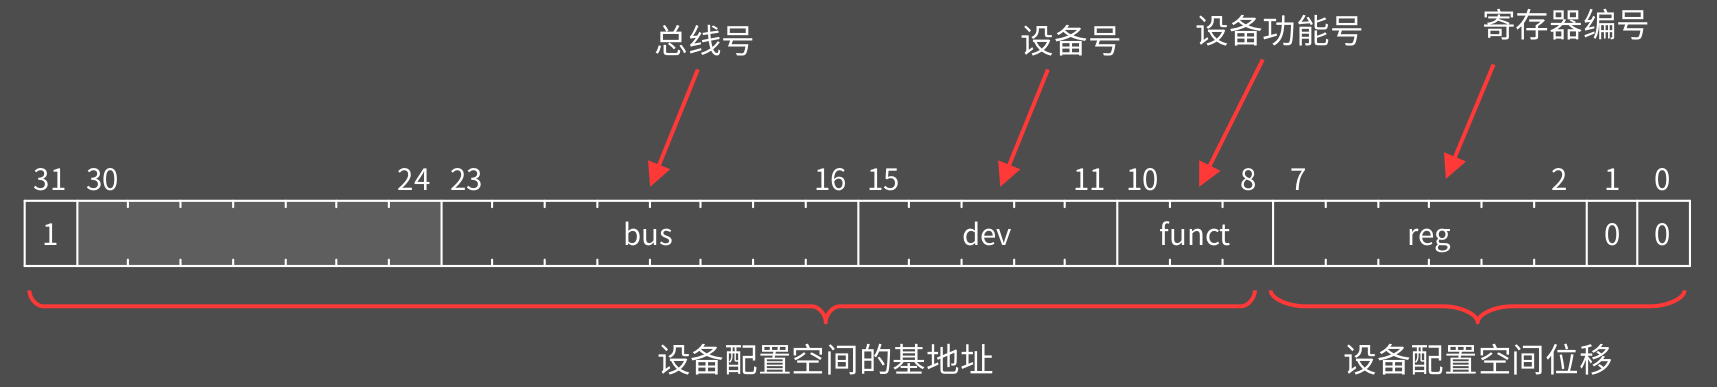 总线号 设备号 设备功能号 寄存器编号
31 30 24 23 16 15 11 10 8 7 2 1 0
1 bus dev funct reg 0 0
设备配置空间的基地址 设备配置空间位移